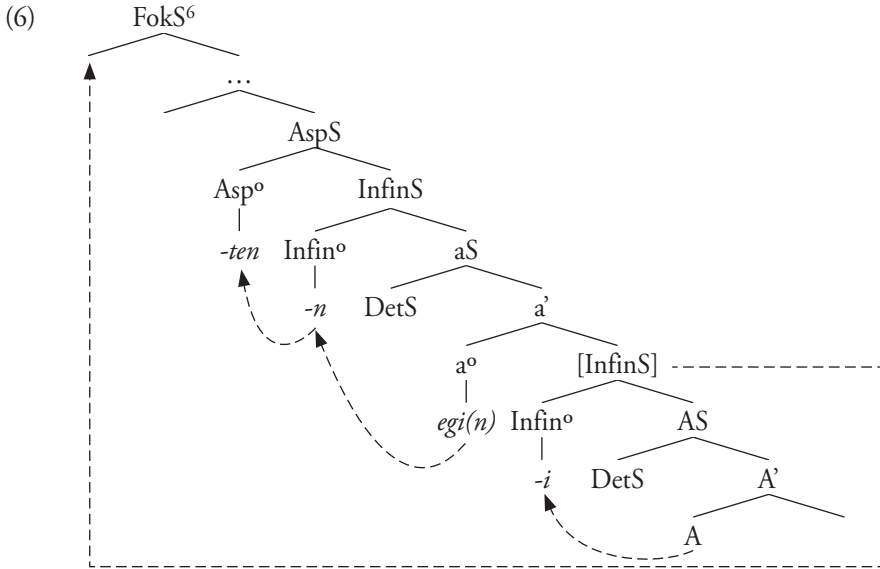 (6) FokS⁶
…
AspS
Aspº InfinS
-ten Infinº aS
-n DetS a’
aº [InfinS]
egi(n) Infinº AS
-i DetS A’
A